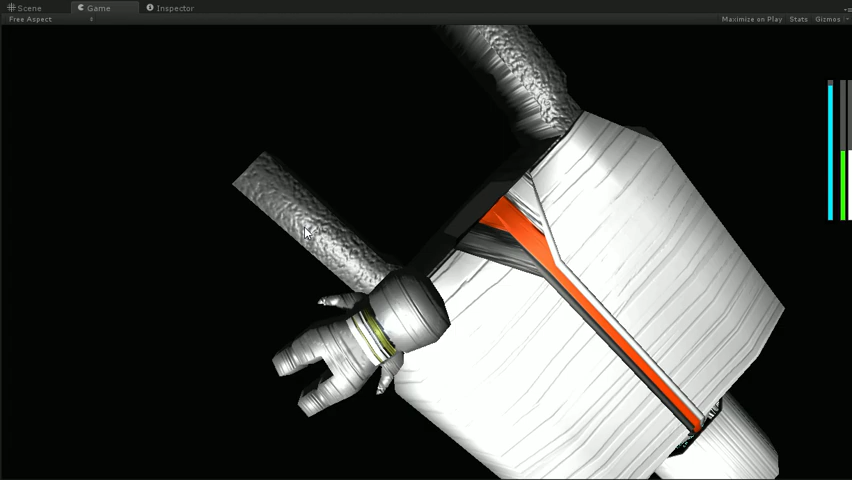 Scene
Game
Inspector
Free Aspect
Maximize on Play
Stats
Gizmos